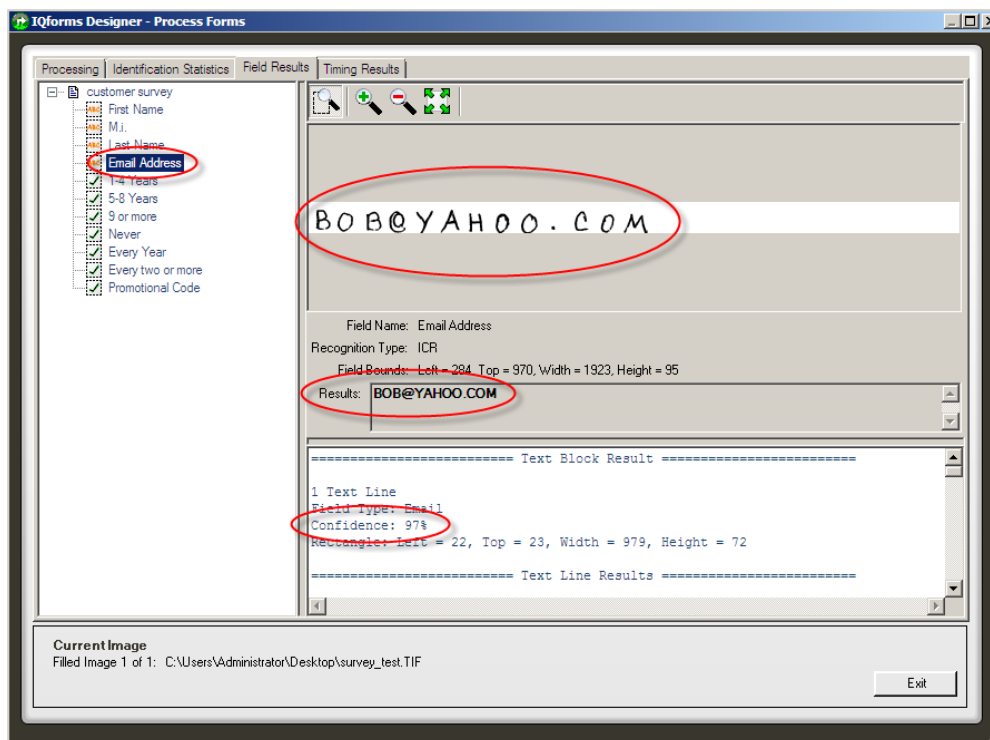 IQforms Designer - Process Forms
Processing
Identification Statistics
Field Results
Timing Results
customer survey
First Name
M.i.
Last Name
Email Address
1-4 Years
5-8 Years
9 or more
Never
Every Year
Every two or more
Promotional Code
BOB@YAHOO.COM
Field Name: Email Address
Recognition Type: ICR
Field Bounds: Left = 284, Top = 970, Width = 1923, Height = 95
Results: BOB@YAHOO.COM
========================== Text Block Result =========================
1 Text Line
Field Type: Email
Confidence: 97%
Rectangle: Left = 22, Top = 23, Width = 979, Height = 72
========================== Text Line Results =========================
Current Image
Filled Image 1 of 1: C:\Users\Administrator\Desktop\survey_test.TIF
Exit